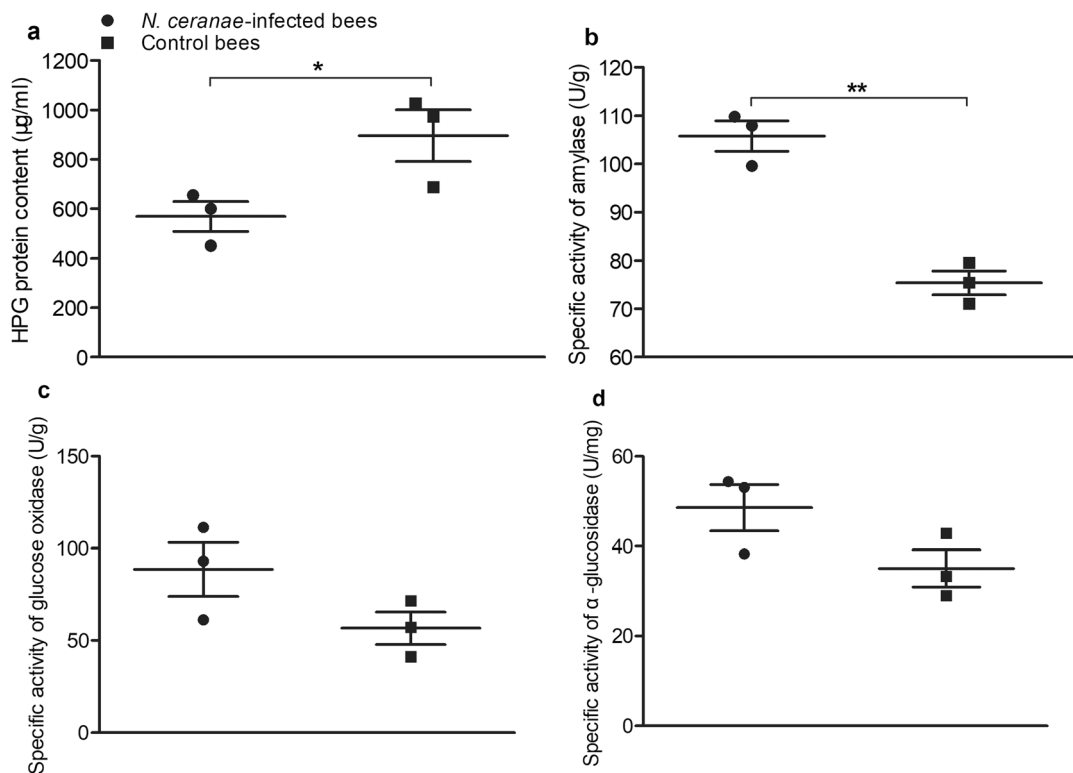 a
N. ceranae-infected bees
Control bees
HPG protein content (μg/ml)
1200
1000
800
600
400
200
0
*
b
Specific activity of amylase (U/g)
120
110
100
90
80
70
60
**
c
Specific activity of glucose oxidase (U/g)
150
100
50
0
d
Specific activity of α -glucosidase (U/mg)
60
40
20
0